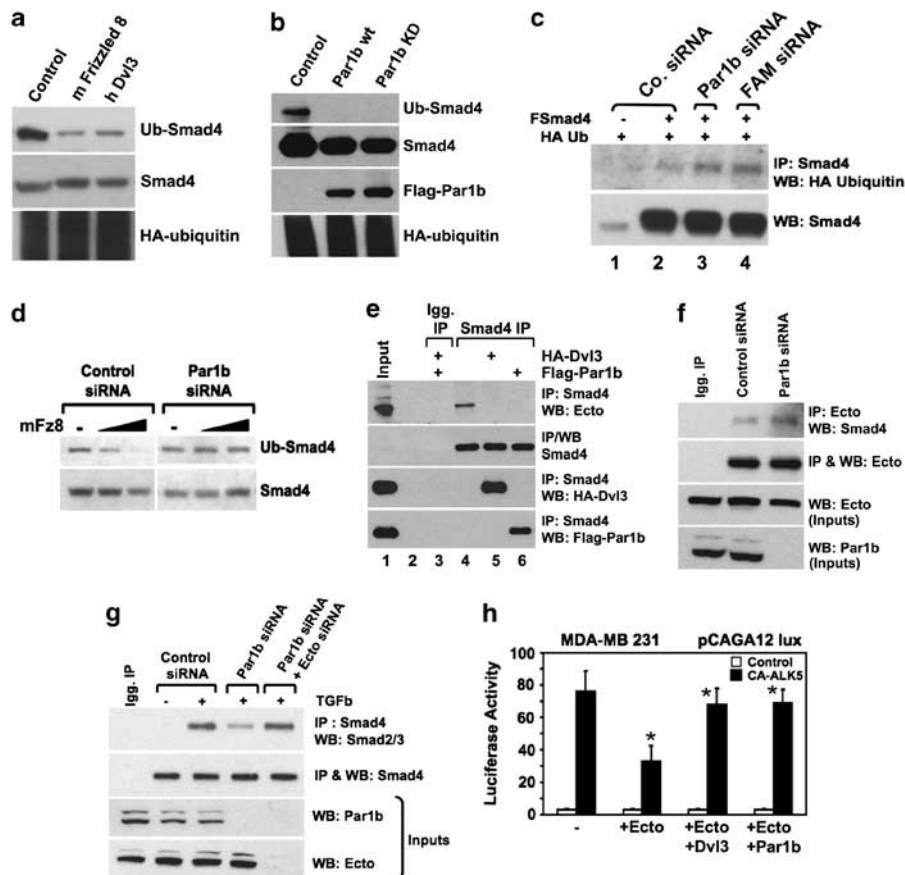 a
Control
m Frizzled 8
h Dvl3
Ub-Smad4
Smad4
HA-ubiquitin
b
Control
Par1b wt
Par1b KD
Ub-Smad4
Smad4
Flag-Par1b
HA-ubiquitin
c
Co. siRNA
Par1b siRNA
FAM siRNA
FSmad4 - + + +
HA Ub + + + +
IP: Smad4
WB: HA Ubiquitin
WB: Smad4
1 2 3 4
d
Control siRNA
Par1b siRNA
mFz8 - -
Ub-Smad4
Smad4
e
Input
Igg. IP
Smad4 IP
HA-Dvl3 + +
Flag-Par1b + +
IP: Smad4
WB: Ecto
IP/WB
Smad4
IP: Smad4
WB: HA-Dvl3
IP: Smad4
WB: Flag-Par1b
1 2 3 4 5 6
f
Igg. IP
Control siRNA
Par1b siRNA
IP: Ecto
WB: Smad4
IP & WB: Ecto
WB: Ecto
(Inputs)
WB: Par1b
(Inputs)
g
Igg. IP
Control siRNA
Par1b siRNA
Par1b siRNA
+ Ecto siRNA
- + + + TGFb
IP : Smad4
WB: Smad2/3
IP & WB: Smad4
WB: Par1b
WB: Ecto
Inputs
h
MDA-MB 231 pCAGA12 lux
Control
CA-ALK5
Luciferase Activity
100
80
60
40
20
0
* * *
- +Ecto +Ecto +Ecto
+Dvl3 +Par1b